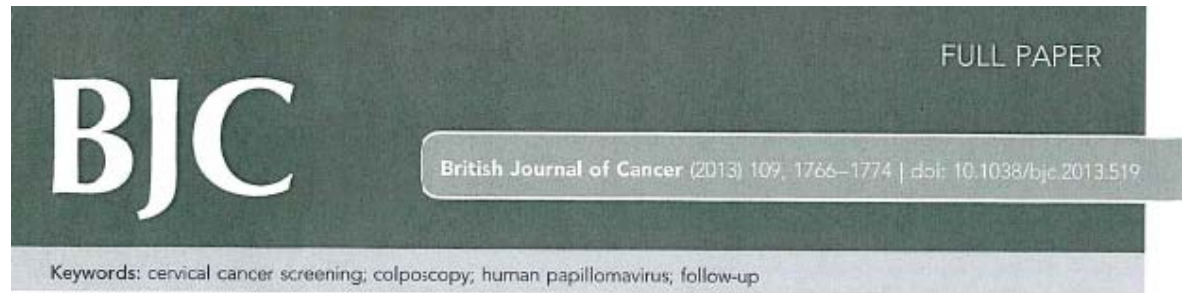 FULL PAPER
BJC
British Journal of Cancer (2013) 109, 1766–1774 | doi: 10.1038/bjc.2013.519
Keywords: cervical cancer screening; colposcopy; human papillomavirus; follow-up